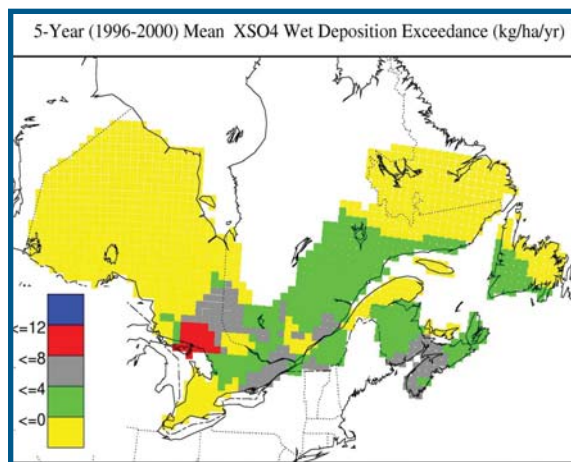 5-Year (1996-2000) Mean XSO4 Wet Deposition Exceedance (kg/ha/yr)
<=12
<=8
<=4
<=0